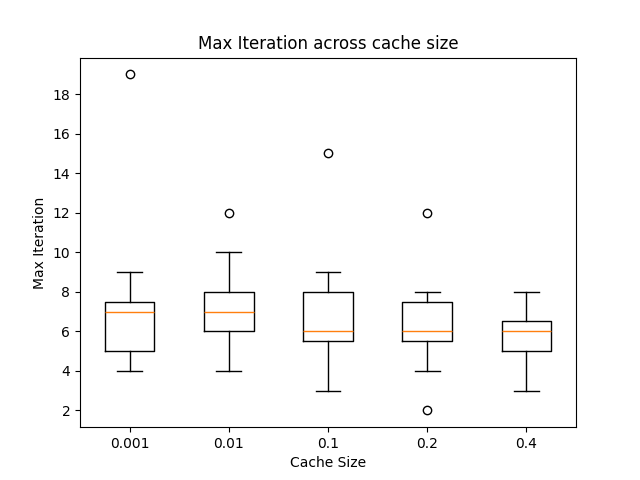 Max Iteration across cache size
Max Iteration
18
16
14
12
10
8
6
4
2
0.001 0.01 0.1 0.2 0.4
Cache Size